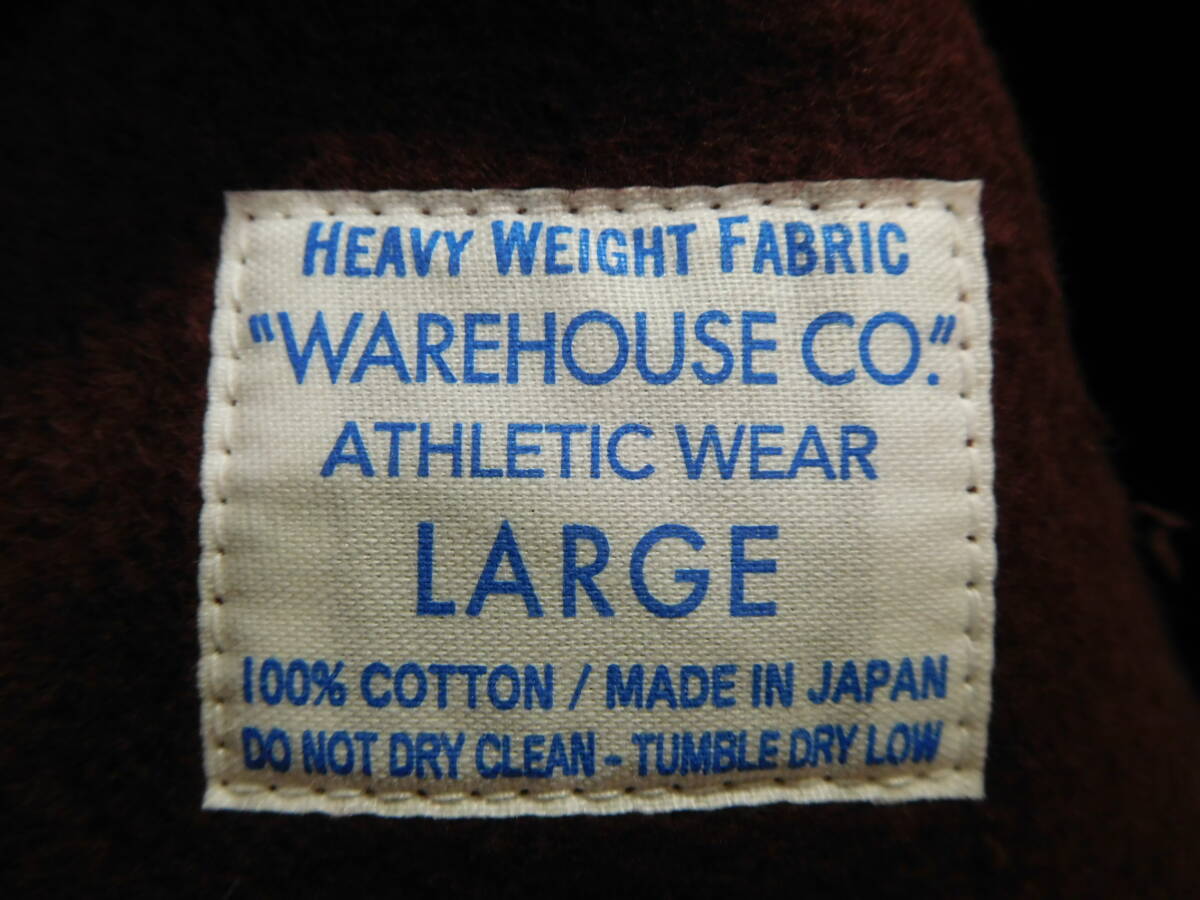 HEAVY WEIGHT FABRIC
"WAREHOUSE CO."
ATHLETIC WEAR
LARGE
100% COTTON / MADE IN JAPAN
DO NOT DRY CLEAN - TUMBLE DRY LOW